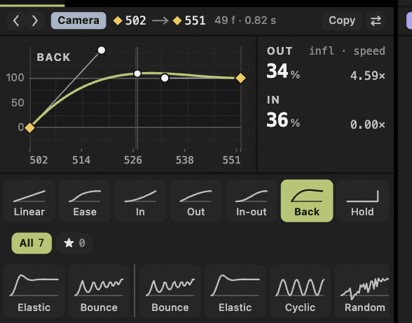 Camera 502 → 551 49 f · 0.82 s Copy
BACK
100
50
0
502 514 526 538 551
OUT infl · speed
34% 4.59×
IN
36% 0.00×
Linear Ease In Out In-out Back Hold
All 7 ★ 0
Elastic Bounce Bounce Elastic Cyclic Random